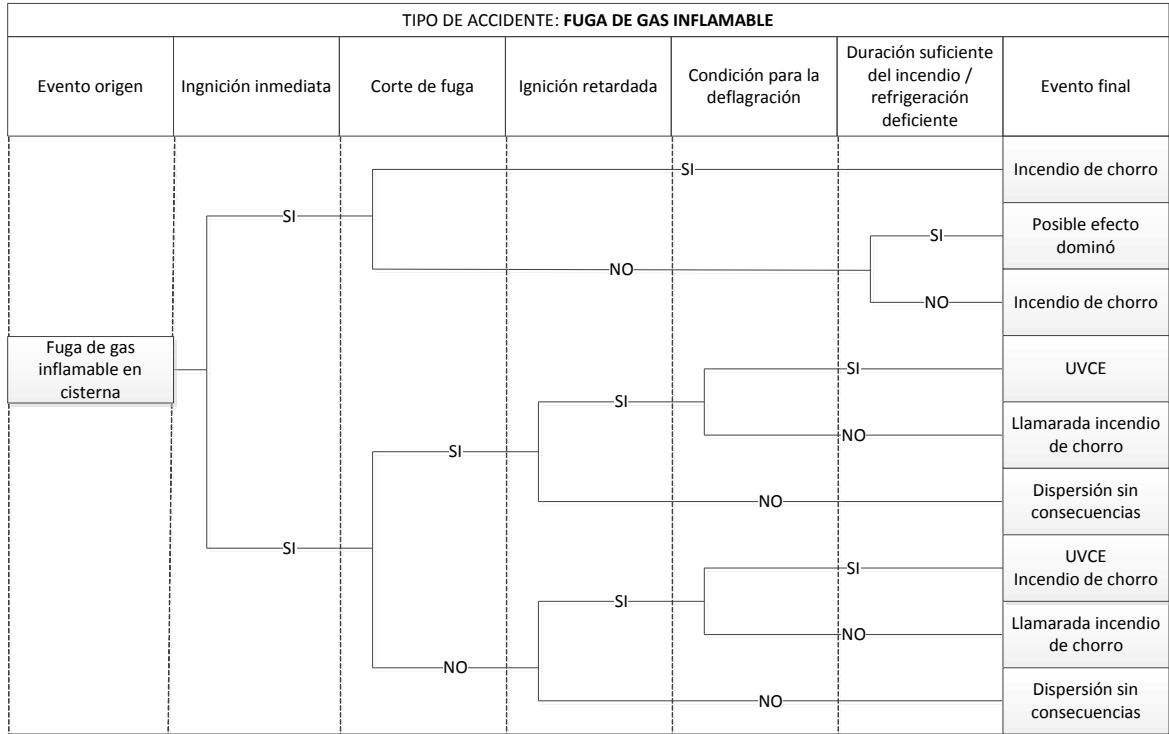 TIPO DE ACCIDENTE: FUGA DE GAS INFLAMABLE
Evento origen
Ingnición inmediata
Corte de fuga
Ignición retardada
Condición para la
deflagración
Duración suficiente
del incendio /
refrigeración
deficiente
Evento final
SI
Incendio de chorro
SI
SI
Posible efecto
dominó
NO
NO
Incendio de chorro
Fuga de gas
inflamable en
cisterna
SI
UVCE
SI
NO
Llamarada incendio
de chorro
SI
NO
Dispersión sin
consecuencias
SI
SI
UVCE
Incendio de chorro
SI
NO
Llamarada incendio
de chorro
NO
NO
Dispersión sin
consecuencias